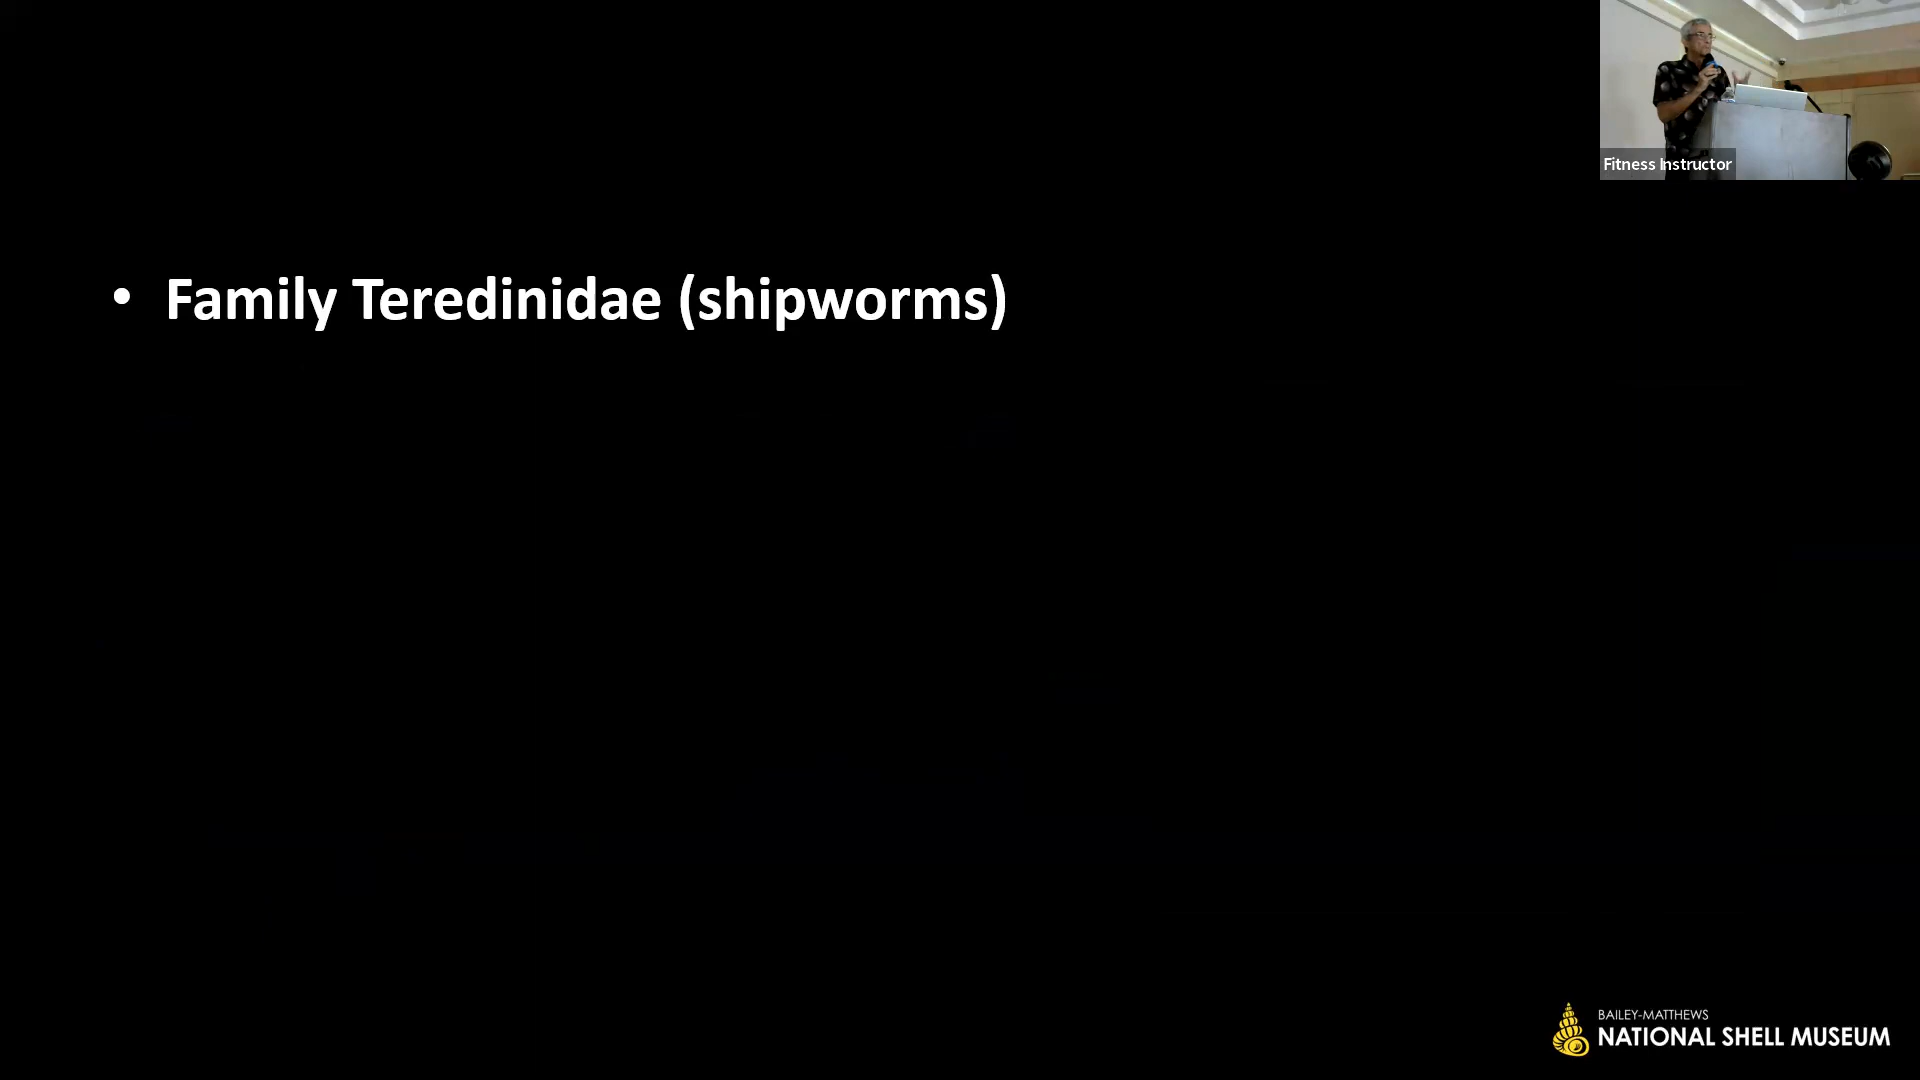 Fitness Instructor
• Family Teredinidae (shipworms)
BAILEY-MATTHEWS
NATIONAL SHELL MUSEUM